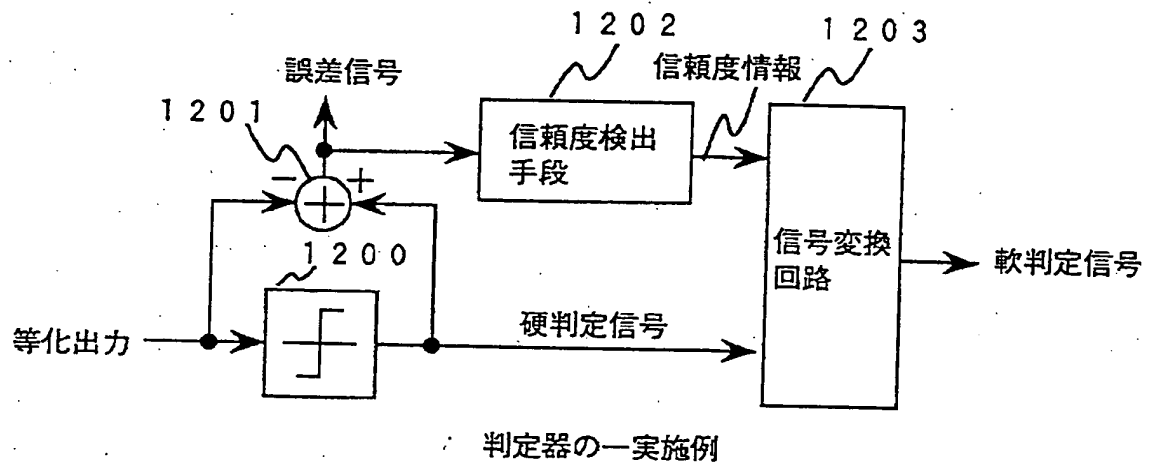 1202
1203
誤差信号
信頼度情報
1201
信頼度検出
手段
- +
+
1200
信号変換
回路
軟判定信号
等化出力
硬判定信号
判定器の一実施例